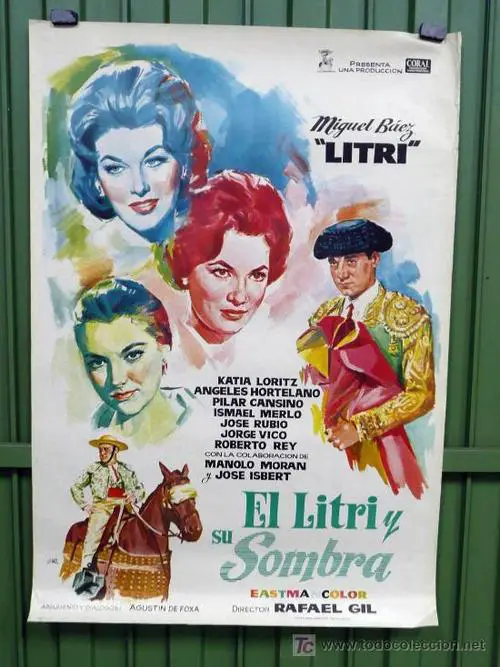 PRESENTA
UNA PRODUCCION
CORAL
Miguel Báez
"LITRI"
KATIA LORITZ
ANGELES HORTELANO
PILAR CANSINO
ISMAEL MERLO
JOSE RUBIO
JORGE VICO
ROBERTO REY
CON LA COLABORACION DE
MANOLO MORAN
y JOSE ISBERT
El Litri y
su Sombra
EASTMANCOLOR
ARGUMENTO Y DIALOGOS: AGUSTIN DE FOXA
DIRECTOR RAFAEL GIL
www.todocoleccion.net